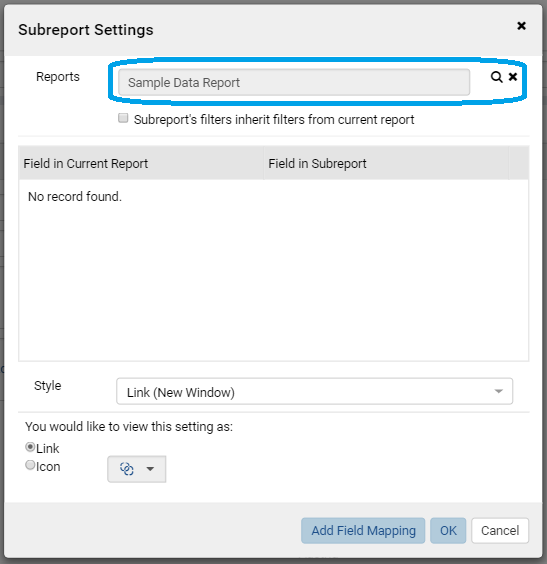 Subreport Settings
Reports
Sample Data Report
Subreport's filters inherit filters from current report
Field in Current Report Field in Subreport
No record found.
Style
Link (New Window)
You would like to view this setting as:
Link
Icon
Add Field Mapping OK Cancel